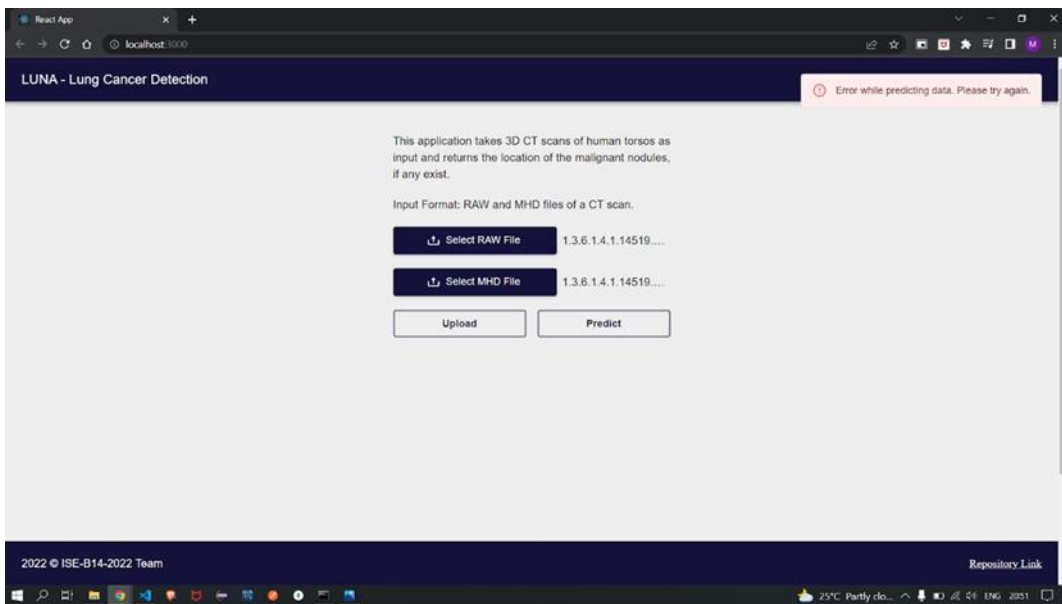 React App
localhost:3000
M
LUNA - Lung Cancer Detection
Error while predicting data. Please try again.
This application takes 3D CT scans of human torsos as
input and returns the location of the malignant nodules,
if any exist.
Input Format: RAW and MHD files of a CT scan.
Select RAW File
1.3.6.1.4.1.14519....
Select MHD File
1.3.6.1.4.1.14519....
Upload
Predict
2022 © ISE-B14-2022 Team
Repository Link
25°C Partly clo...
ENG
2051